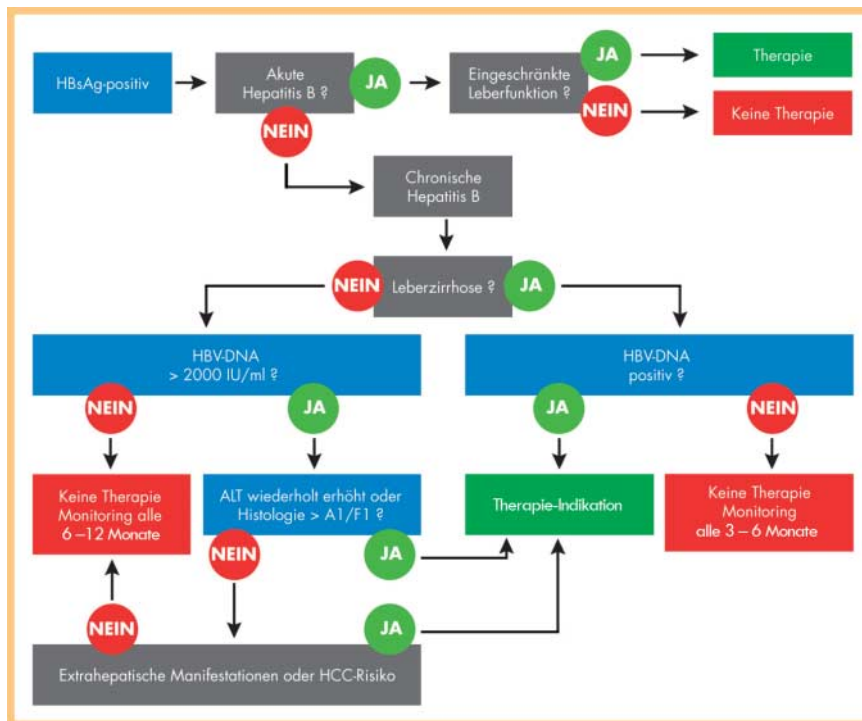 HBsAg-positiv
Akute
Hepatitis B ?
JA
NEIN
Eingeschränkte
Leberfunktion ?
JA
NEIN
Therapie
Keine Therapie
Chronische
Hepatitis B
NEIN
Leberzirrhose ?
JA
HBV-DNA
> 2000 IU/ml ?
NEIN
JA
HBV-DNA
positiv ?
JA
NEIN
Keine Therapie
Monitoring alle
6 – 12 Monate
ALT wiederholt erhöht oder
Histologie > A1/F1 ?
NEIN
JA
Therapie-Indikation
Keine Therapie
Monitoring
alle 3 – 6 Monate
NEIN
JA
Extrahepatische Manifestationen oder HCC-Risiko